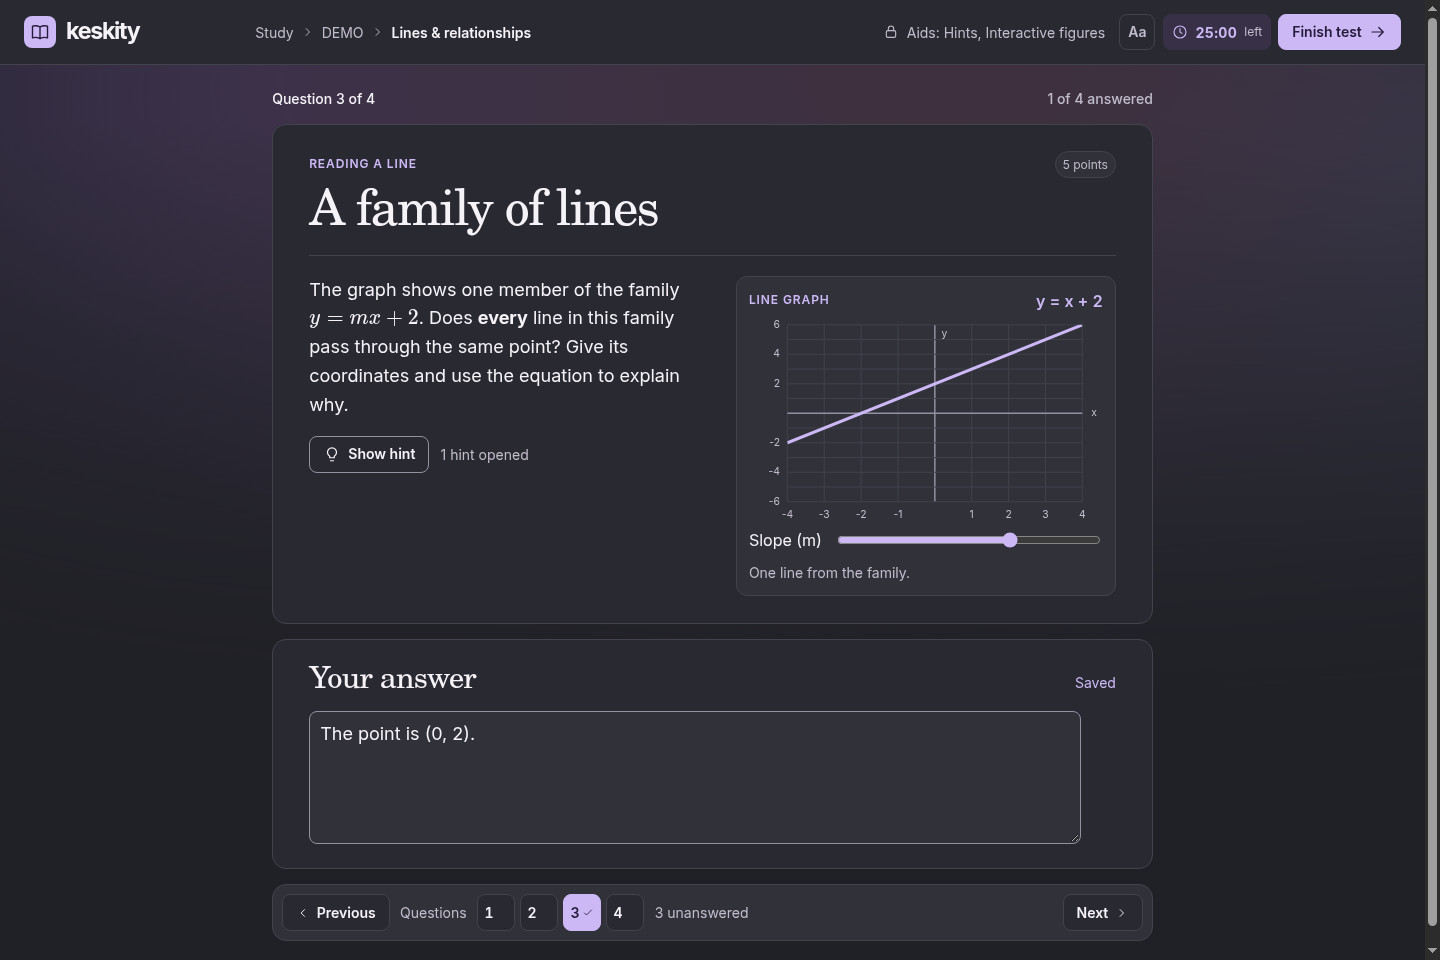 keskity
Study > DEMO > Lines & relationships
Aids: Hints, Interactive figures
Aa
25:00 left
Finish test →
Question 3 of 4
1 of 4 answered
READING A LINE
5 points
A family of lines
The graph shows one member of the family
y = mx + 2. Does every line in this family
pass through the same point? Give its
coordinates and use the equation to explain
why.
Show hint
1 hint opened
LINE GRAPH
y = x + 2
6
4
2
-2
-4
-6
y
x
-4 -3 -2 -1 1 2 3 4
Slope (m)
One line from the family.
Your answer
Saved
The point is (0, 2).
Previous
Questions
1 2 3 4
3 unanswered
Next